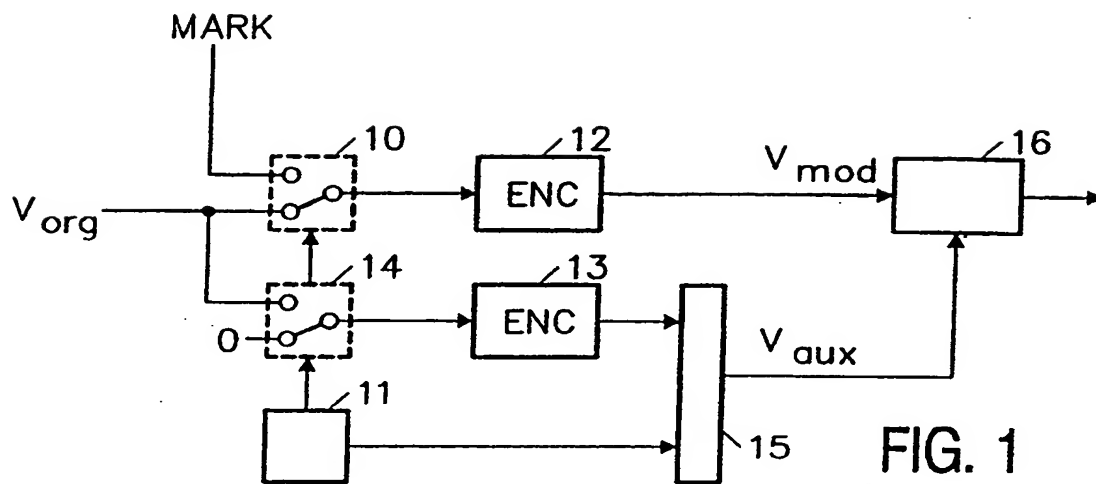 MARK
10
12
16
ENC
V mod
V org
14
13
0
ENC
V aux
11
15
FIG. 1